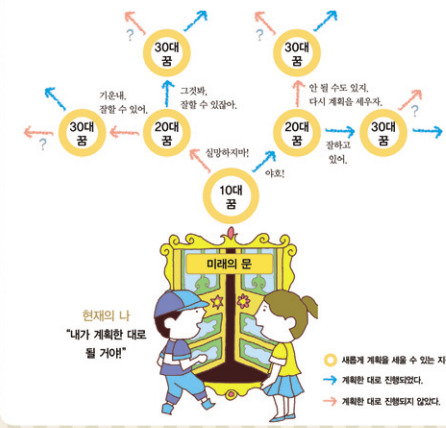 ?
30대
꿈
30대
꿈
?
기운내.
잘할 수 있어.
그것봐,
잘할 수 있잖아.
안 될 수도 있지.
다시 계획을 세우자.
?
30대
꿈
20대
꿈
20대
꿈
30대
꿈
?
실망하지마!
야호!
잘하고
있어.
10대
꿈
미래의 문
현재의 나
"내가 계획한 대로
될 거야!"
새롭게 계획을 세울 수 있는 자
계획한 대로 진행되었다.
계획한 대로 진행되지 않았다.